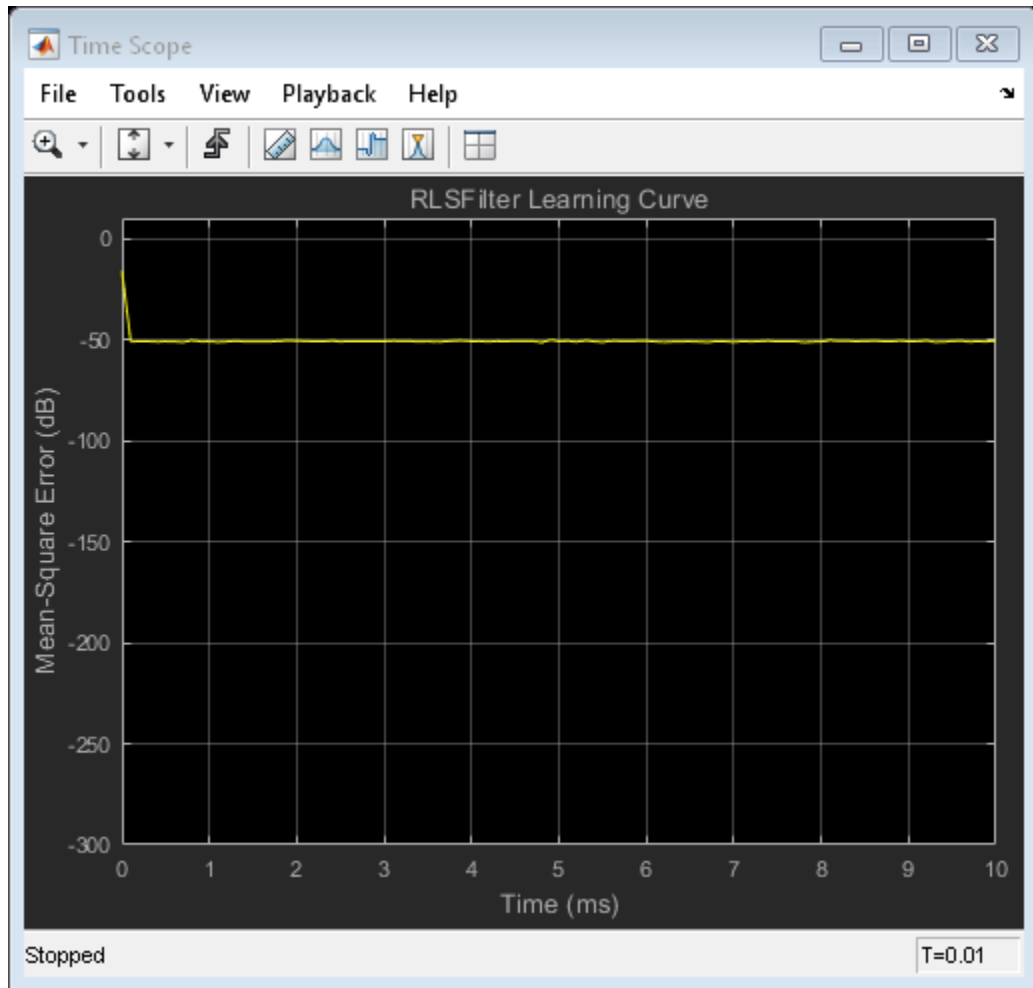 Time Scope
File Tools View Playback Help
RLSFilter Learning Curve
Mean-Square Error (dB)
0
-50
-100
-150
-200
-250
-300
0 1 2 3 4 5 6 7 8 9 10
Time (ms)
Stopped T=0.01